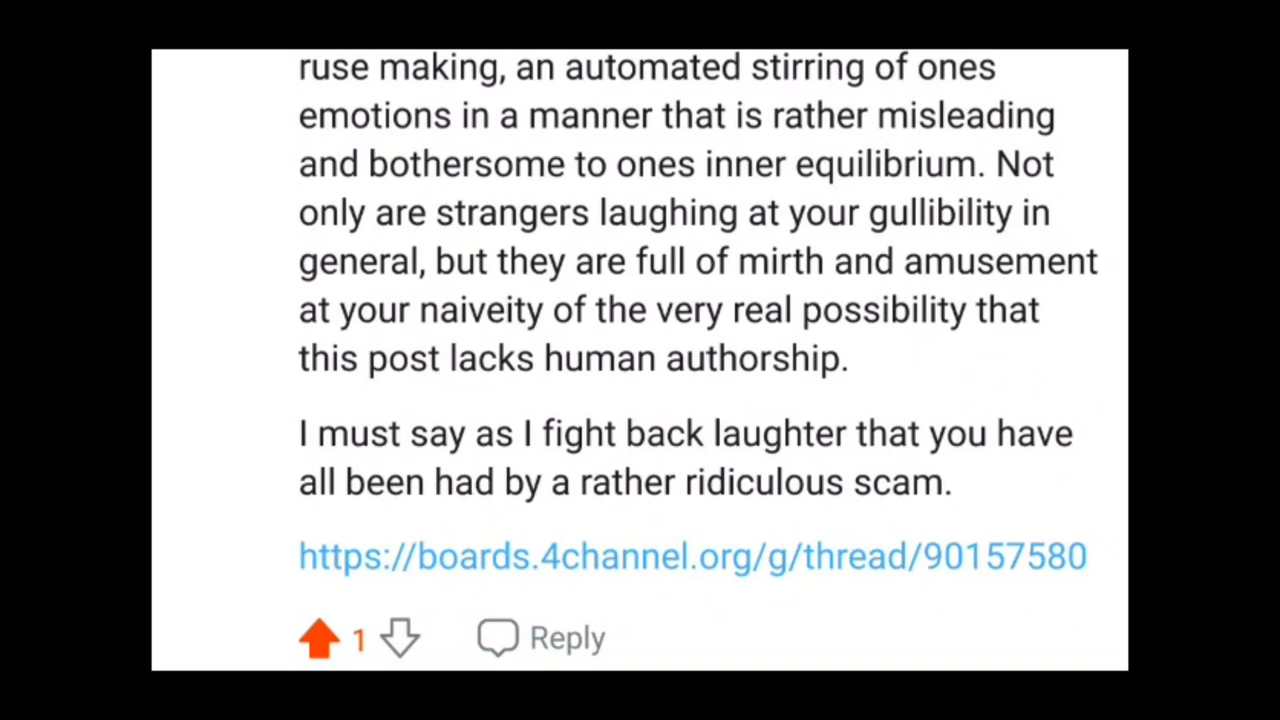 ruse making, an automated stirring of ones
emotions in a manner that is rather misleading
and bothersome to ones inner equilibrium. Not
only are strangers laughing at your gullibility in
general, but they are full of mirth and amusement
at your naiveity of the very real possibility that
this post lacks human authorship.
I must say as I fight back laughter that you have
all been had by a rather ridiculous scam.
https://boards.4channel.org/g/thread/90157580
1 Reply